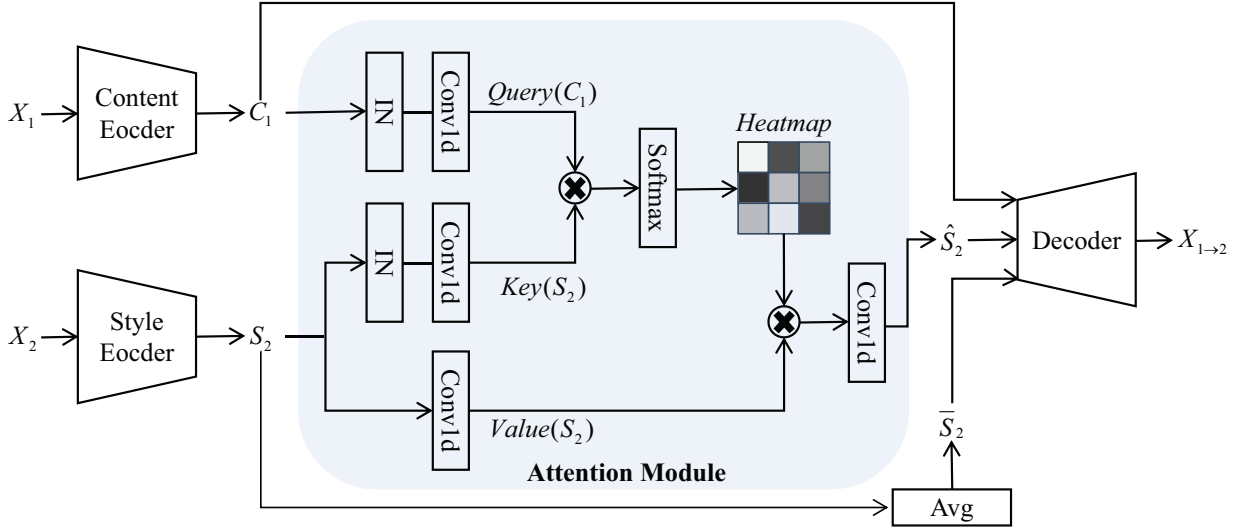 X₁
Content
Eocder
C₁
IN
Conv1d
Query(C₁)
Softmax
Heatmap
X₂
Style
Eocder
S₂
IN
Conv1d
Key(S₂)
Conv1d
Value(S₂)
Conv1d
Attention Module
Ŝ₂
S̅₂
Avg
Decoder
X₁→₂